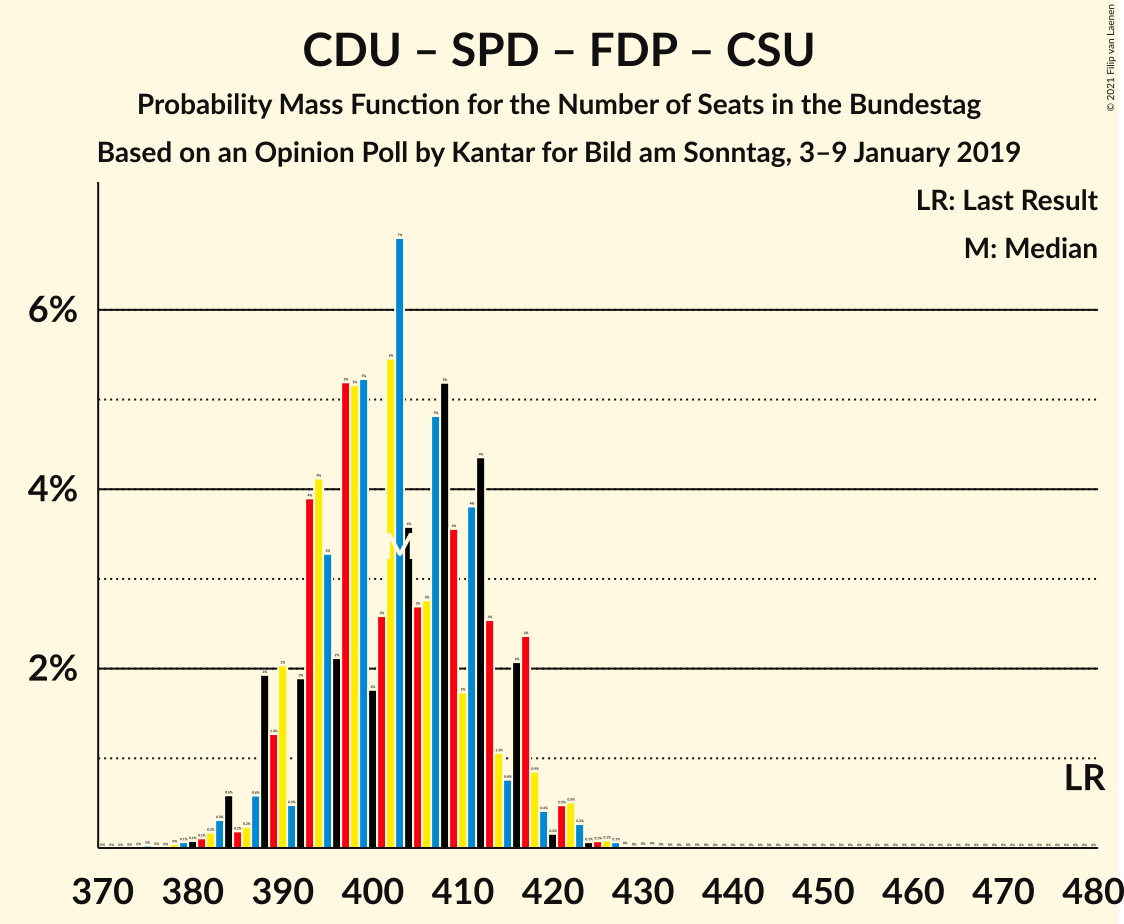 CDU – SPD – FDP – CSU
Probability Mass Function for the Number of Seats in the Bundestag
Based on an Opinion Poll by Kantar for Bild am Sonntag, 3–9 January 2019
© 2021 Filip van Laenen
LR: Last Result
M: Median
6%
4%
2%
M
LR
370 380 390 400 410 420 430 440 450 460 470 480